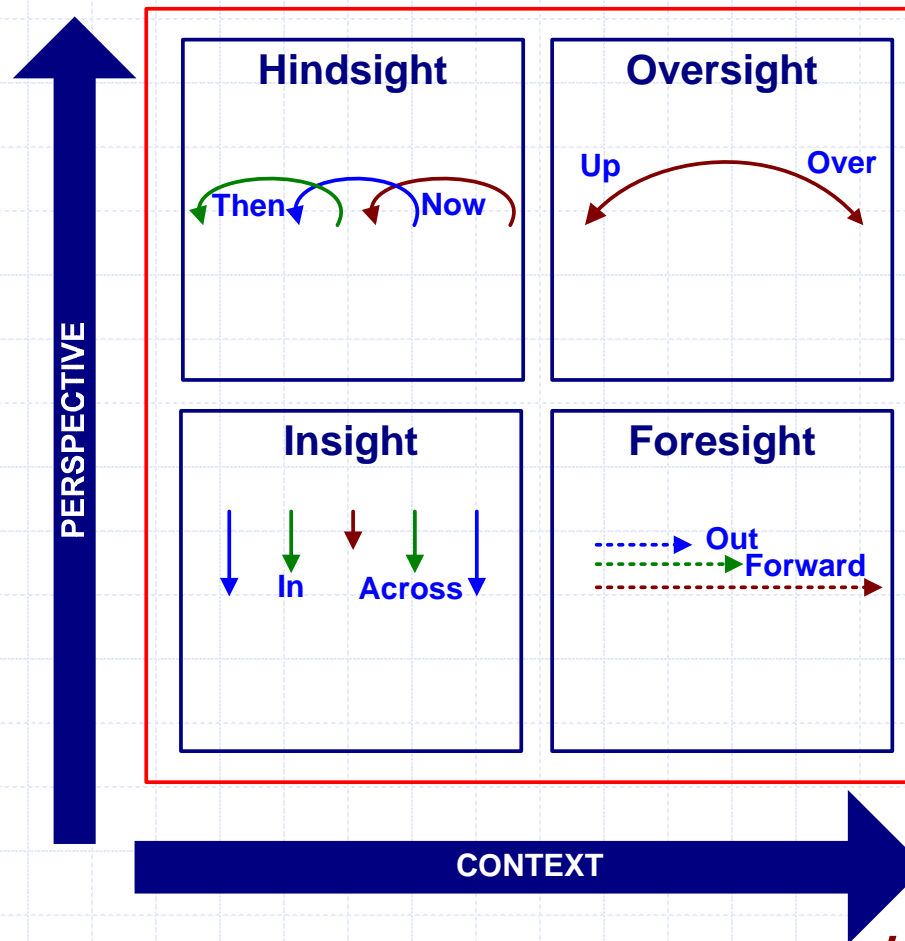 Hindsight
Oversight
Up
Over
Then
Now
PERSPECTIVE
Insight
Foresight
Out
Forward
In
Across
CONTEXT